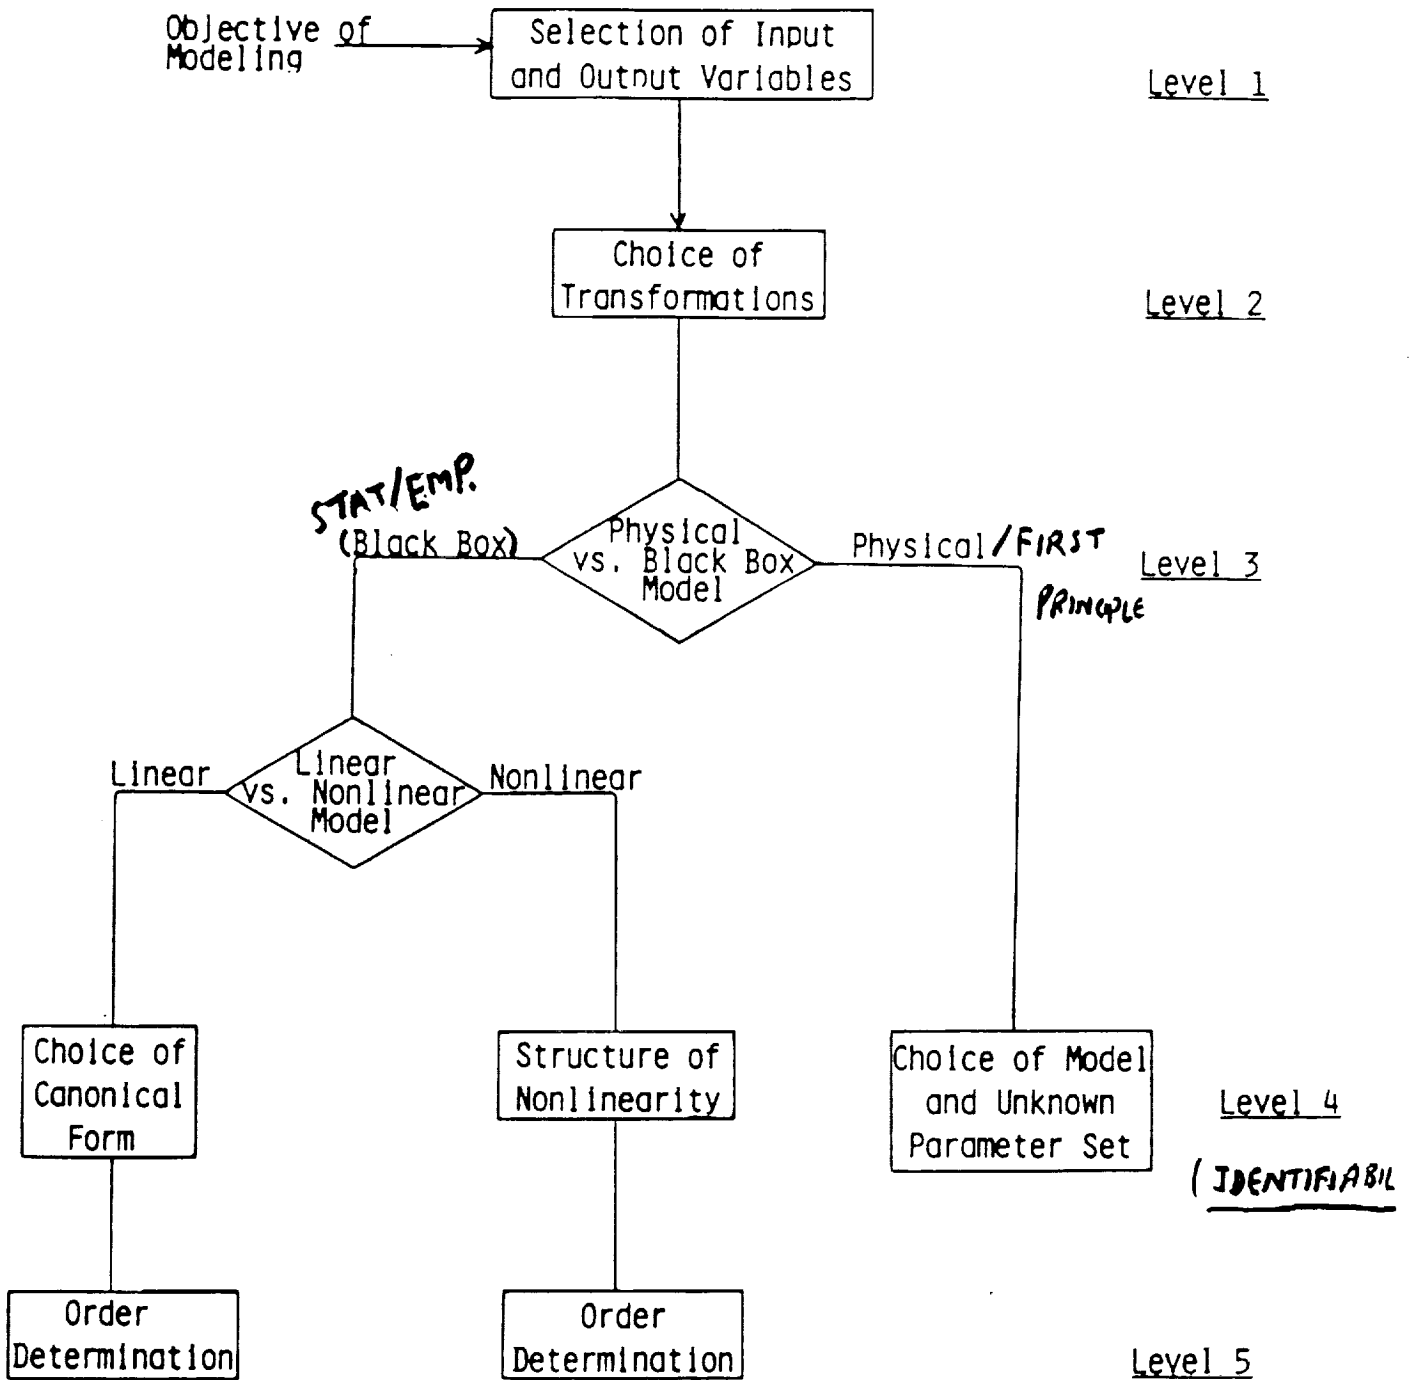 Objective of
Modeling
Selection of Input
and Output Variables
Level 1
Choice of
Transformations
Level 2
STAT/EMP.
(Black Box)
Physical
vs. Black Box
Model
Physical/FIRST
PRINCIPLE
Level 3
Linear
Linear
vs. Nonlinear
Model
Nonlinear
Choice of
Canonical
Form
Structure of
Nonlinearity
Choice of Model
and Unknown
Parameter Set
Level 4
(IDENTIFIABIL
Order
Determination
Order
Determination
Level 5